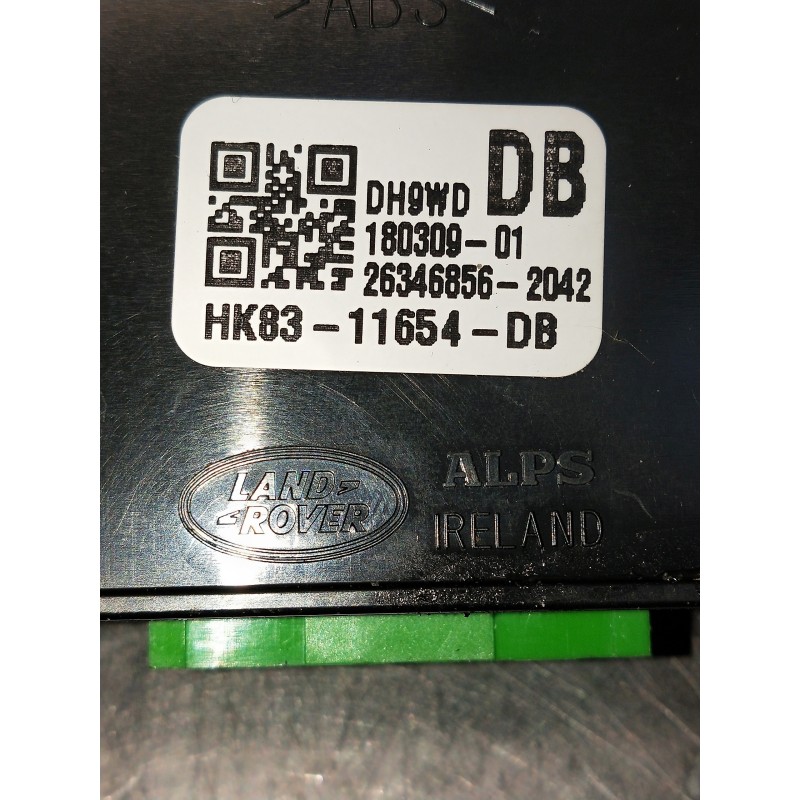 >ABS<
DH9WD DB
180309-01
26346856-2042
HK83-11654-DB
LAND
ROVER
ALPS
IRELAND